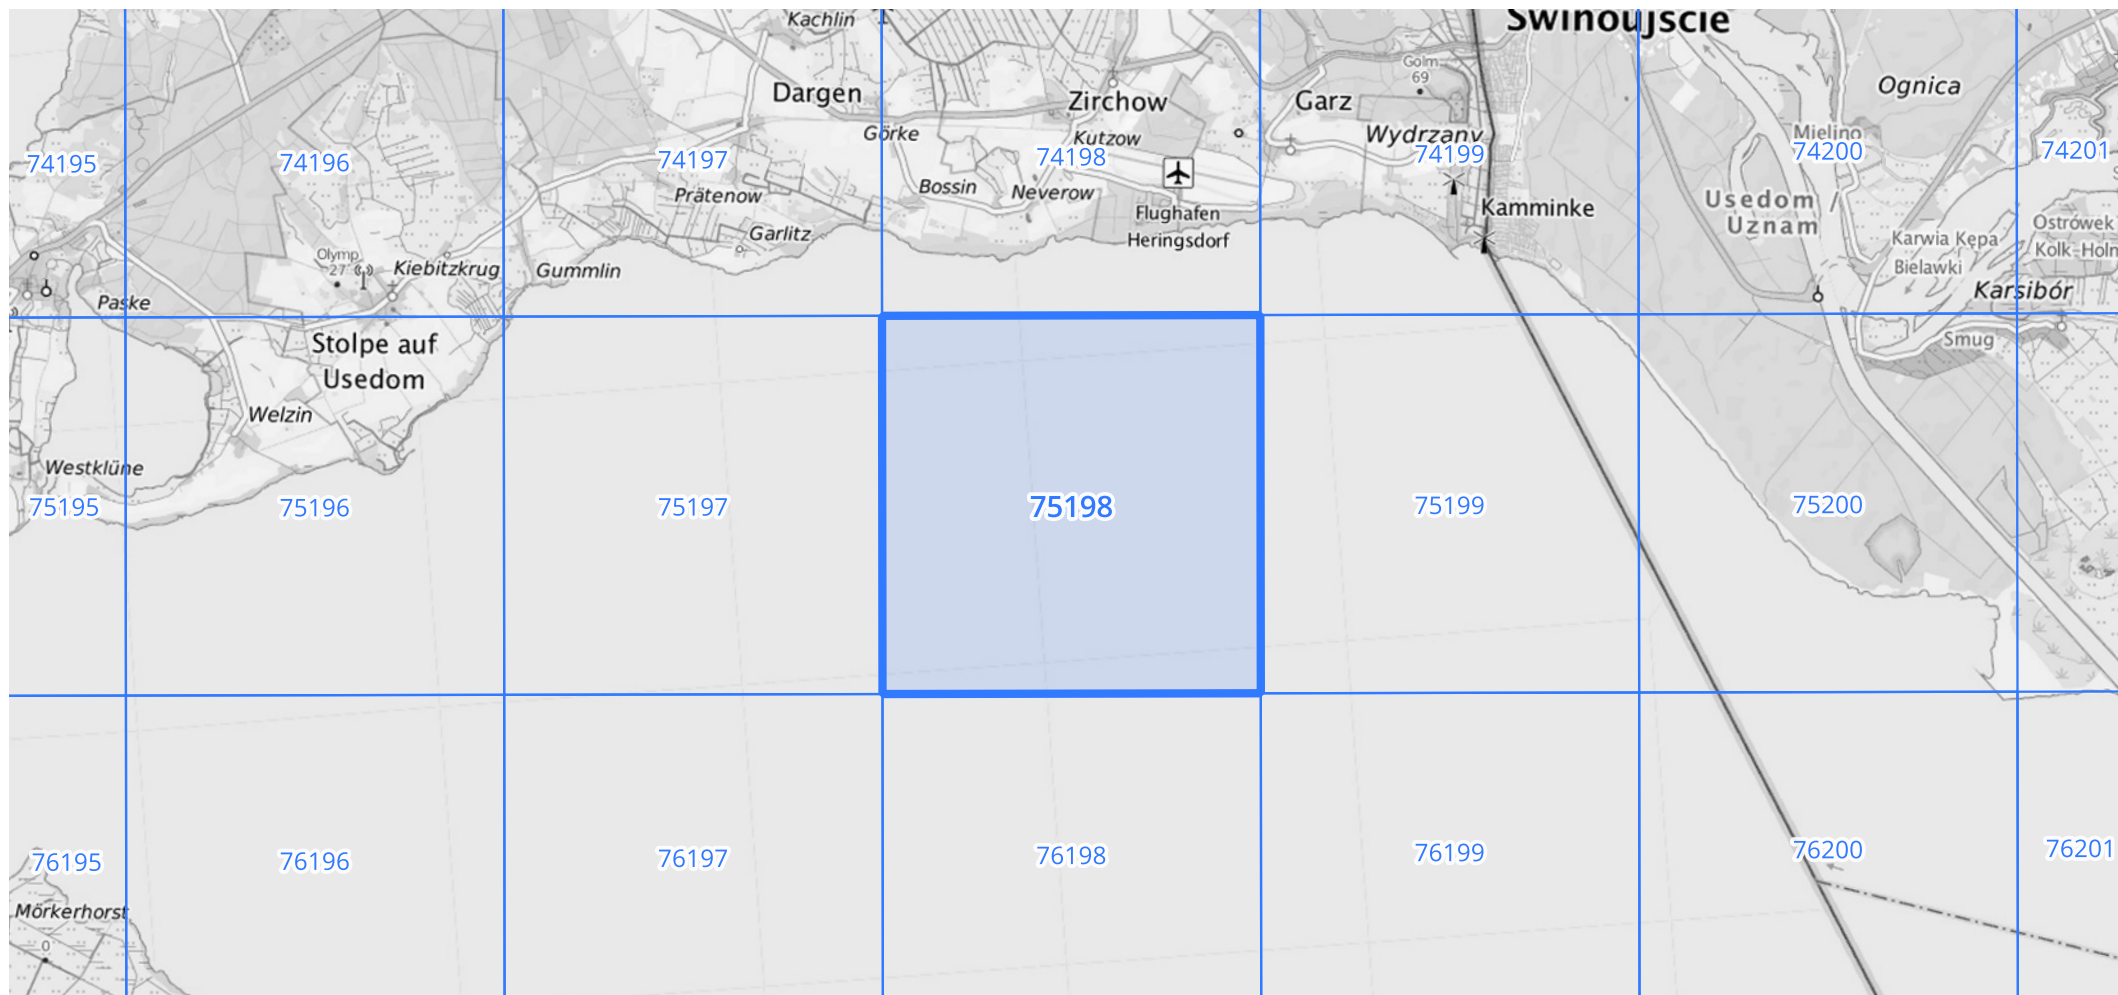 Kachlin
Świnoujście
Golm
69
Ognica
Dargen
Zirchow
Garz
Görke
Kutzow
Wydrzany
Mielino
74195
74196
74197
74198
74199
74200
74201
Prätenow
Bossin
Neverow
Usedom /
Uznam
Flughafen
Heringsdorf
Kamminke
Garlitz
Ostrówek
Kolk-Holm
Karwia Kępa
Bielawki
Olymp
27
Kiebitzkrug
Gummlin
Paske
Karsibór
Stolpe auf
Usedom
Smug
Welzin
Westklüne
75195
75196
75197
75198
75199
75200
76195
76196
76197
76198
76199
76200
76201
Mörkerhorst
0